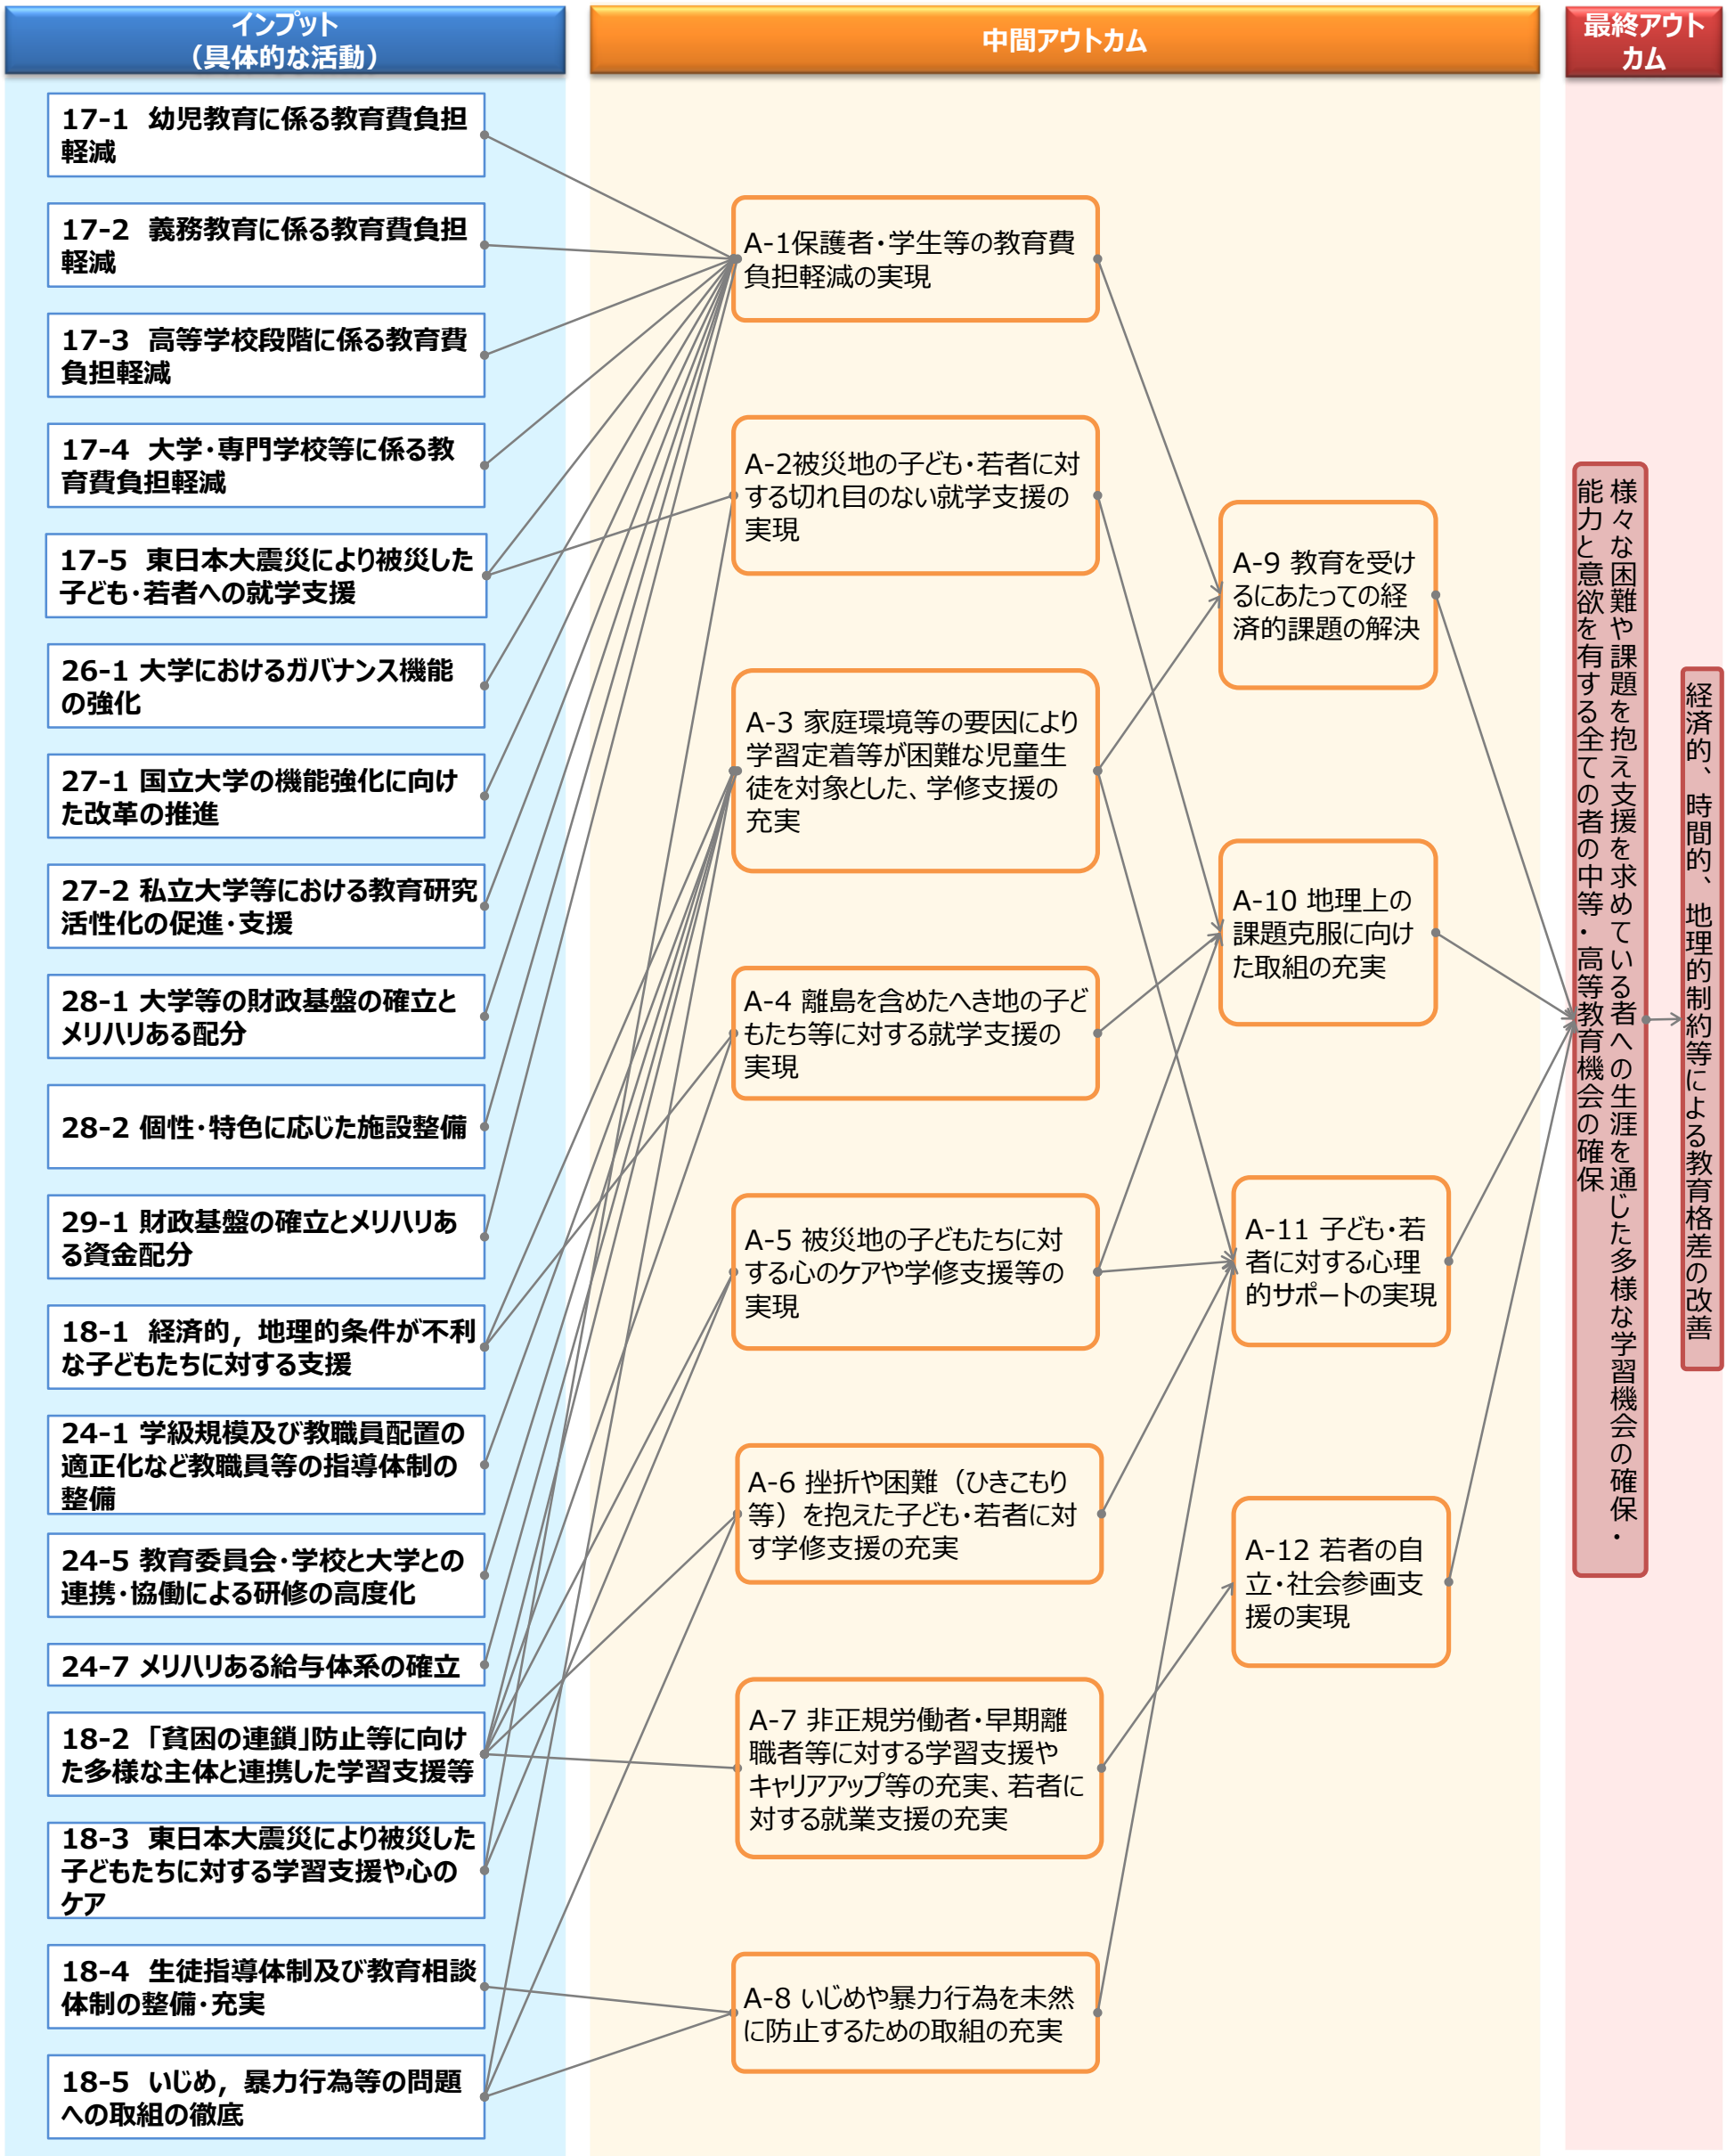 インプット
（具体的な活動）
中間アウトカム
最終アウト
カム
17-1 幼児教育に係る教育費負担
軽減
17-2 義務教育に係る教育費負担
軽減
17-3 高等学校段階に係る教育費
負担軽減
17-4 大学・専門学校等に係る教
育費負担軽減
17-5 東日本大震災により被災した
子ども・若者への就学支援
26-1 大学におけるガバナンス機能
の強化
27-1 国立大学の機能強化に向け
た改革の推進
27-2 私立大学等における教育研究
活性化の促進・支援
28-1 大学等の財政基盤の確立と
メリハリある配分
28-2 個性・特色に応じた施設整備
29-1 財政基盤の確立とメリハリあ
る資金配分
18-1 経済的，地理的条件が不利
な子どもたちに対する支援
24-1 学級規模及び教職員配置の
適正化など教職員等の指導体制の
整備
24-5 教育委員会・学校と大学との
連携・協働による研修の高度化
24-7 メリハリある給与体系の確立
18-2 「貧困の連鎖」防止等に向け
た多様な主体と連携した学習支援等
18-3 東日本大震災により被災した
子どもたちに対する学習支援や心の
ケア
18-4 生徒指導体制及び教育相談
体制の整備・充実
18-5 いじめ，暴力行為等の問題
への取組の徹底
A-1保護者・学生等の教育費
負担軽減の実現
A-2被災地の子ども・若者に対
する切れ目のない就学支援の
実現
A-3 家庭環境等の要因により
学習定着等が困難な児童生
徒を対象とした、学修支援の
充実
A-4 離島を含めたへき地の子ど
もたち等に対する就学支援の
実現
A-5 被災地の子どもたちに対
する心のケアや学修支援等の
実現
A-6 挫折や困難（ひきこもり
等）を抱えた子ども・若者に対
す学修支援の充実
A-7 非正規労働者・早期離
職者等に対する学習支援や
キャリアアップ等の充実、若者に
対する就業支援の充実
A-8 いじめや暴力行為を未然
に防止するための取組の充実
A-9 教育を受け
るにあたっての経
済的課題の解決
A-10 地理上の
課題克服に向け
た取組の充実
A-11 子ども・若
者に対する心理
的サポートの実現
A-12 若者の自
立・社会参画支
援の実現
様々な困難や課題を抱え支援を求めている者への生涯を通じた多様な学習機会の確保・
能力と意欲を有する全ての者の中等・高等教育機会の確保
経済的、時間的、地理的制約等による教育格差の改善